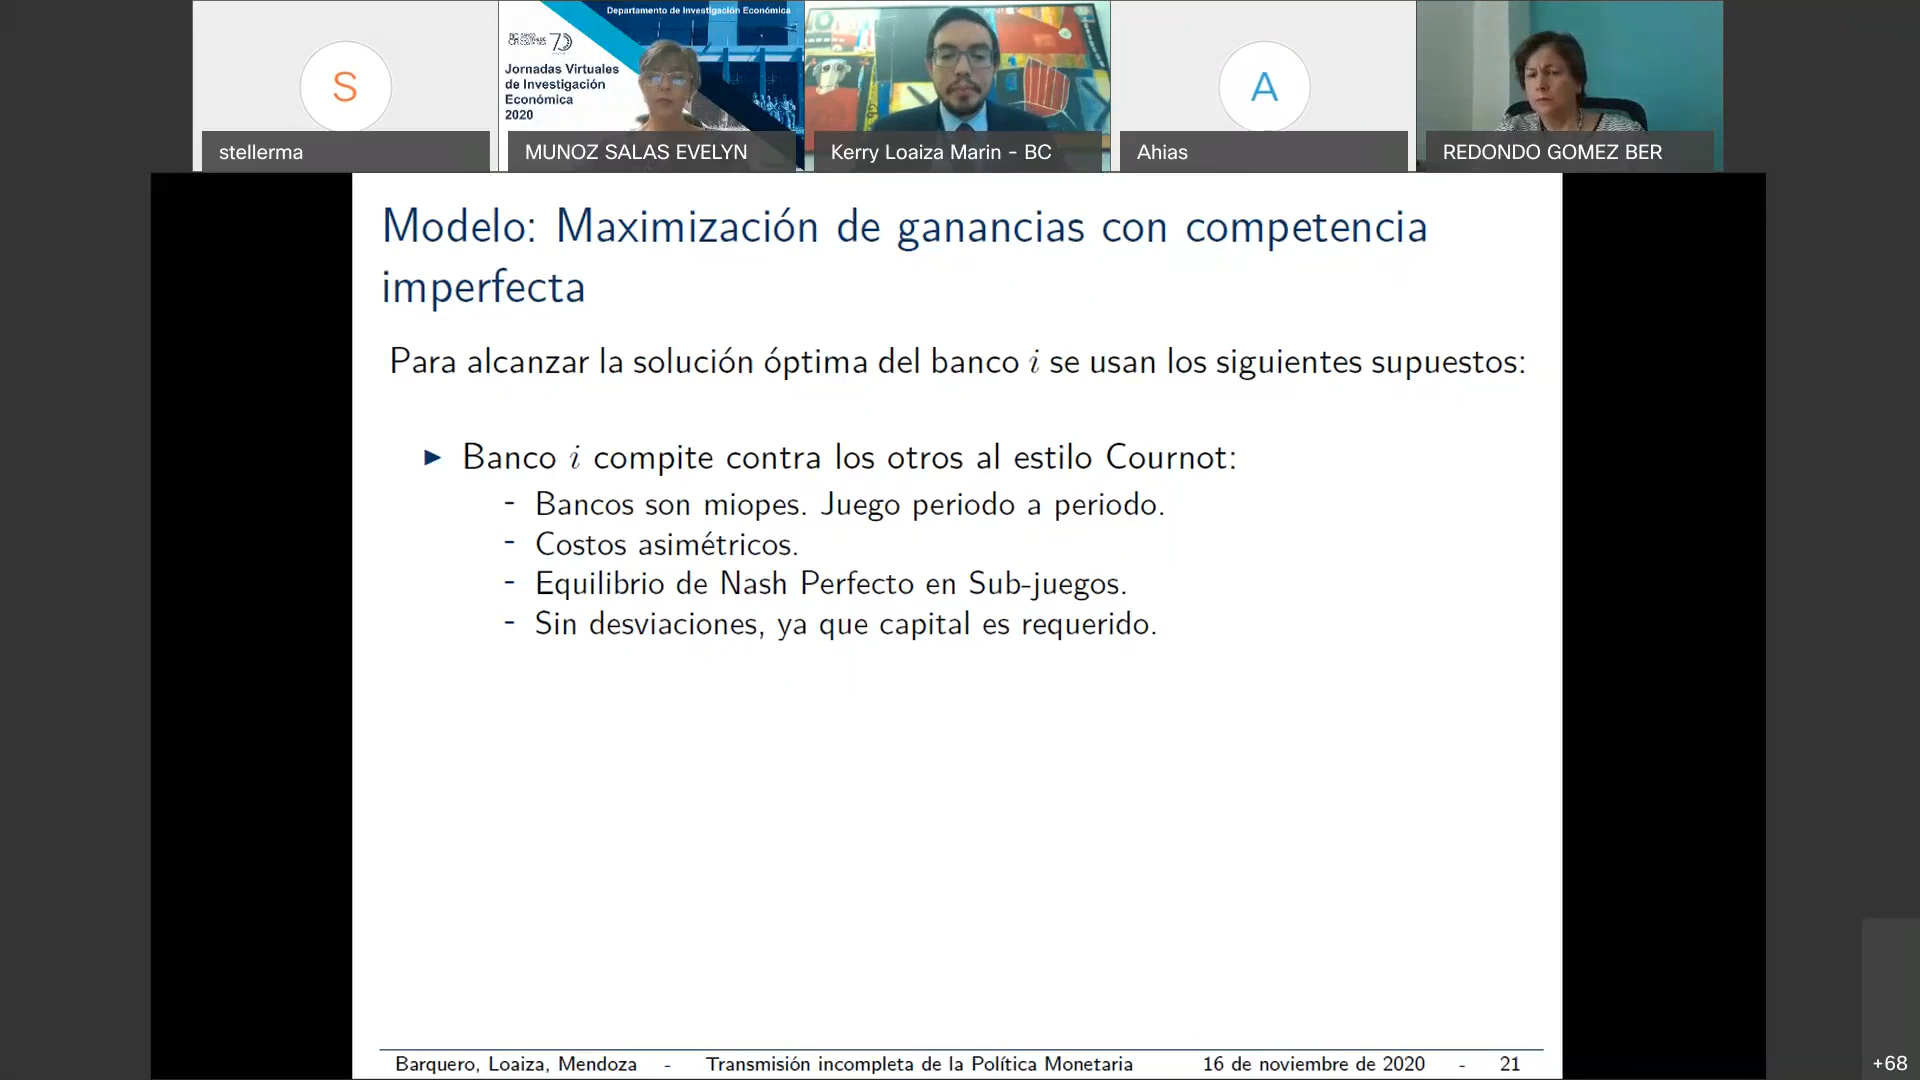 S
stellerma
Departamento de Investigación Económica
70
Jornadas Virtuales
de Investigación
Económica
2020
MUNOZ SALAS EVELYN
Kerry Loaiza Marin - BC
A
Ahias
REDONDO GOMEZ BER
Modelo: Maximización de ganancias con competencia
imperfecta
Para alcanzar la solución óptima del banco i se usan los siguientes supuestos:
► Banco i compite contra los otros al estilo Cournot:
- Bancos son miopes. Juego periodo a periodo.
- Costos asimétricos.
- Equilibrio de Nash Perfecto en Sub-juegos.
- Sin desviaciones, ya que capital es requerido.
Barquero, Loaiza, Mendoza - Transmisión incompleta de la Política Monetaria 16 de noviembre de 2020 - 21
+68